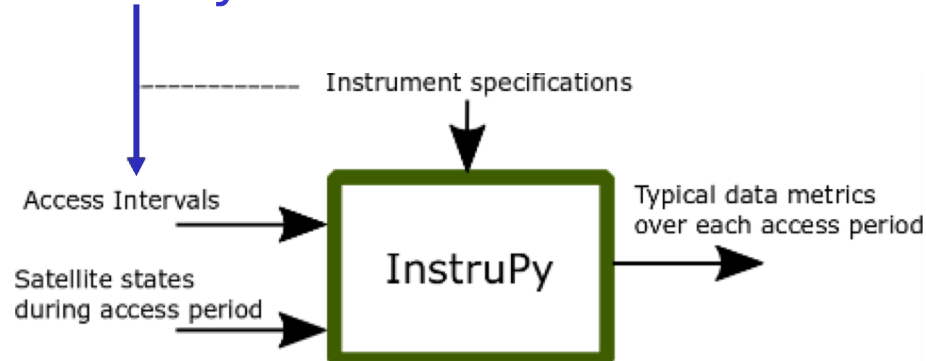 Instrument specifications
Access Intervals
Typical data metrics
over each access period
InstruPy
Satellite states
during access period